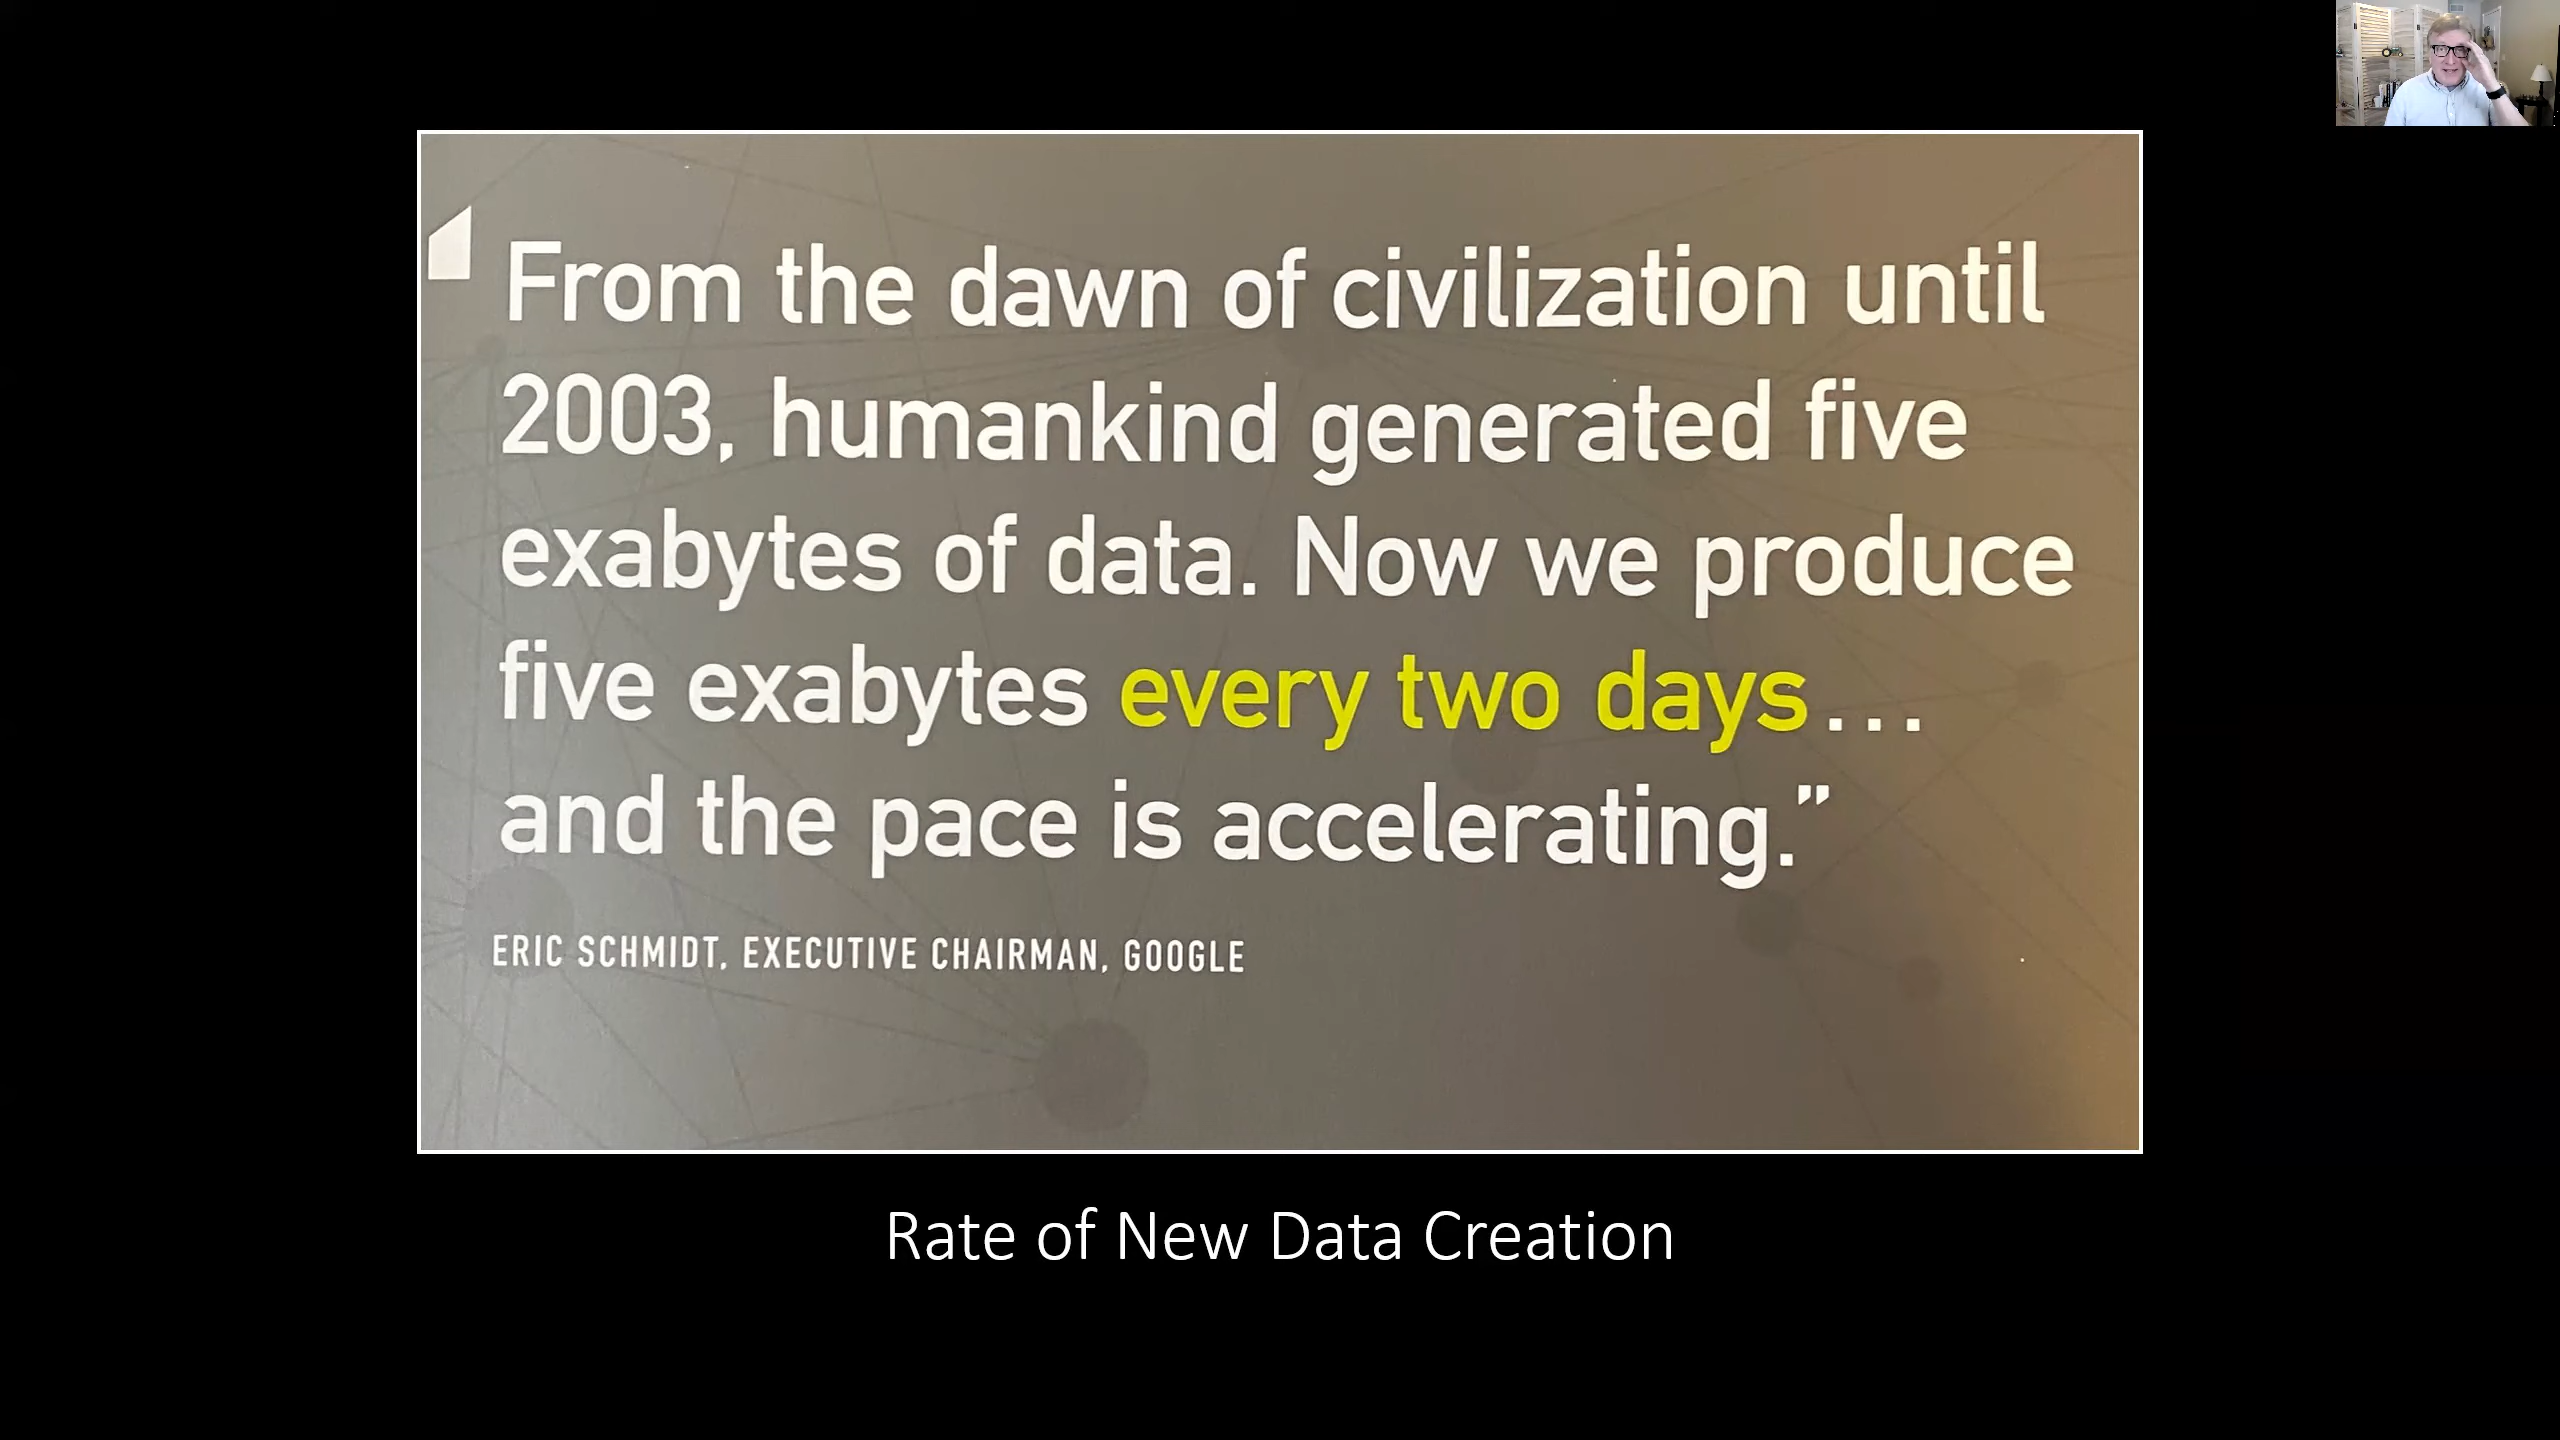 From the dawn of civilization until
2003, humankind generated five
exabytes of data. Now we produce
five exabytes every two days...
and the pace is accelerating.”
ERIC SCHMIDT, EXECUTIVE CHAIRMAN, GOOGLE
Rate of New Data Creation